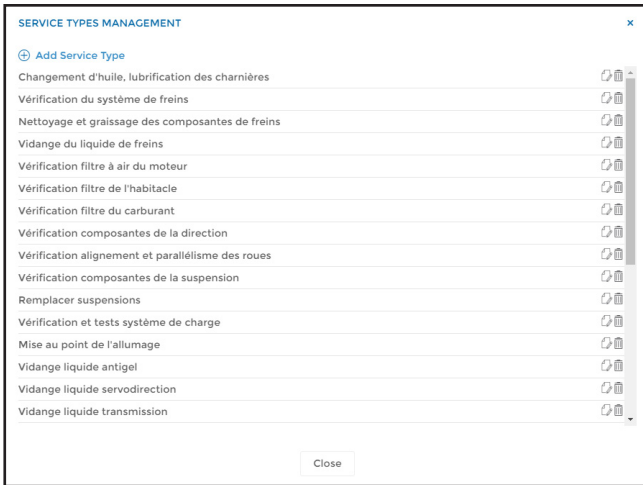 SERVICE TYPES MANAGEMENT ×
Add Service Type
Changement d'huile, lubrification des charnières
Vérification du système de freins
Nettoyage et graissage des composantes de freins
Vidange du liquide de freins
Vérification filtre à air du moteur
Vérification filtre de l'habitacle
Vérification filtre du carburant
Vérification composantes de la direction
Vérification alignement et parallélisme des roues
Vérification composantes de la suspension
Remplacer suspensions
Vérification et tests système de charge
Mise au point de l'allumage
Vidange liquide antigel
Vidange liquide servodirection
Vidange liquide transmission
Close